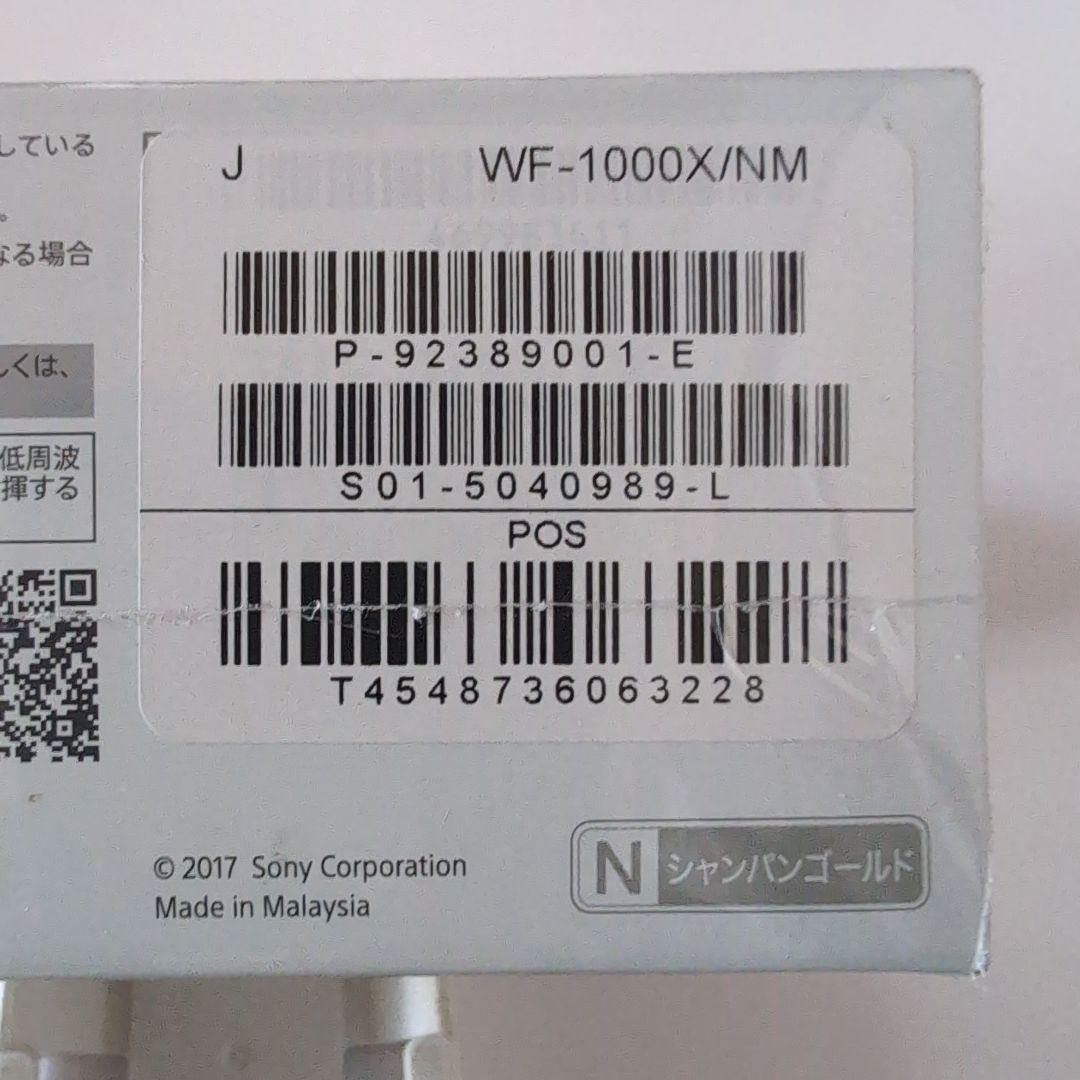 している
J WF-1000X/NM
。
なる場合
P-92389001-E
しくは、
S01-5040989-L
低周波
揮する
POS
T4548736063228
© 2017 Sony Corporation
Made in Malaysia
N シャンパンゴールド